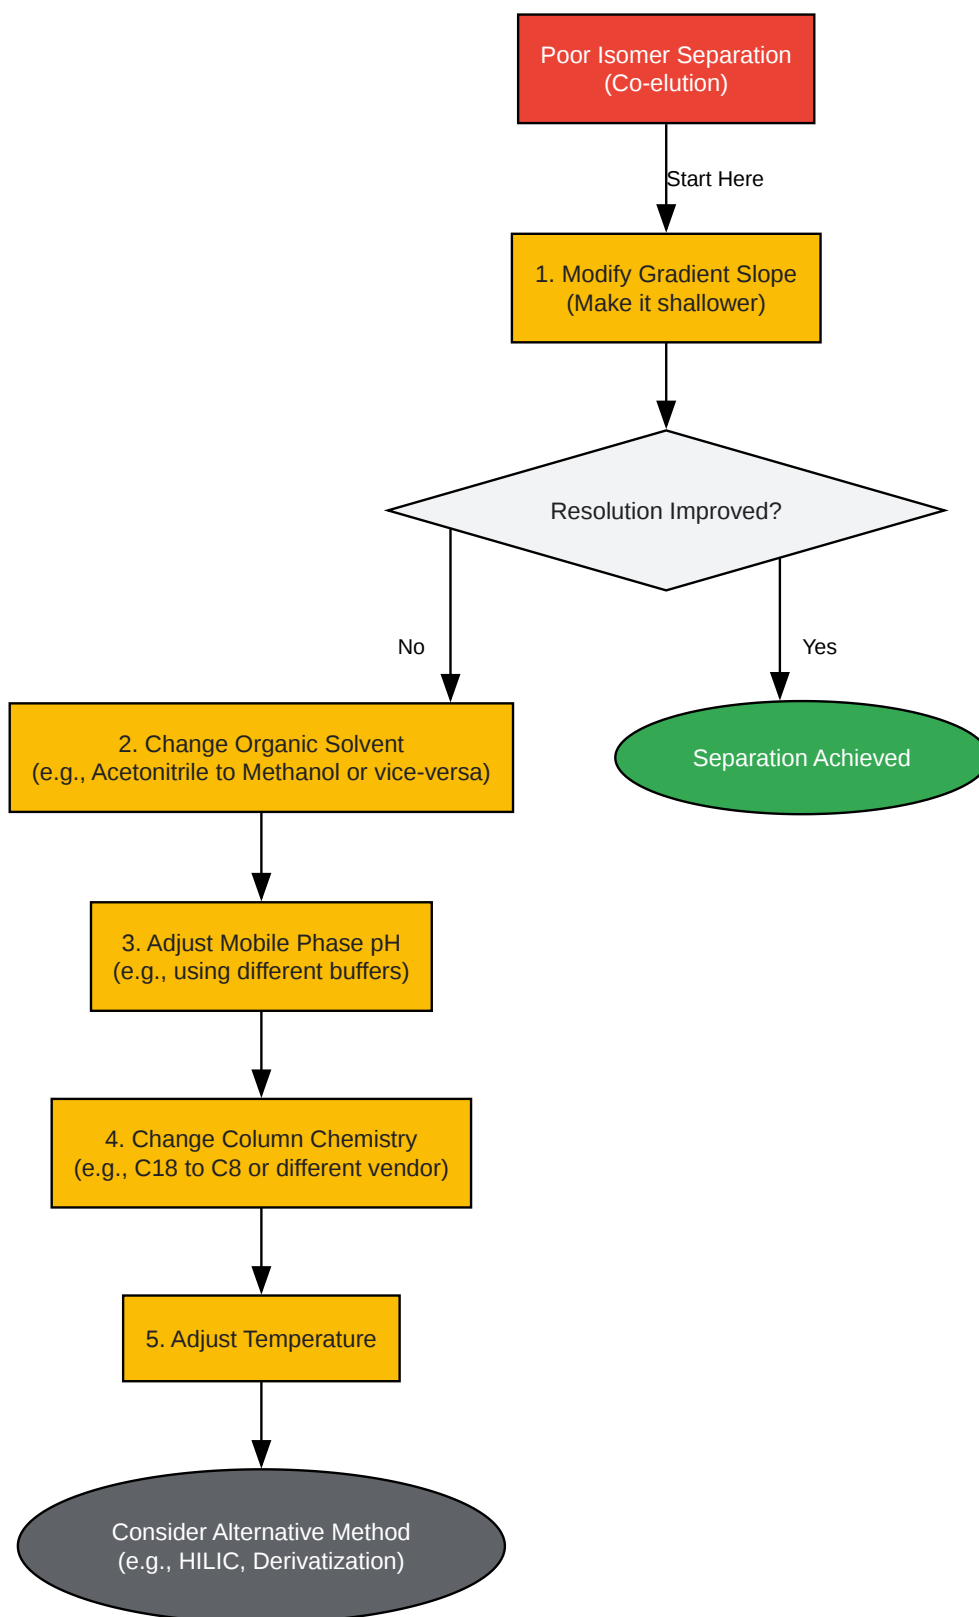 Poor Isomer Separation
(Co-elution)
Start Here
1. Modify Gradient Slope
(Make it shallower)
Resolution Improved?
No
Yes
2. Change Organic Solvent
(e.g., Acetonitrile to Methanol or vice-versa)
Separation Achieved
3. Adjust Mobile Phase pH
(e.g., using different buffers)
4. Change Column Chemistry
(e.g., C18 to C8 or different vendor)
5. Adjust Temperature
Consider Alternative Method
(e.g., HILIC, Derivatization)